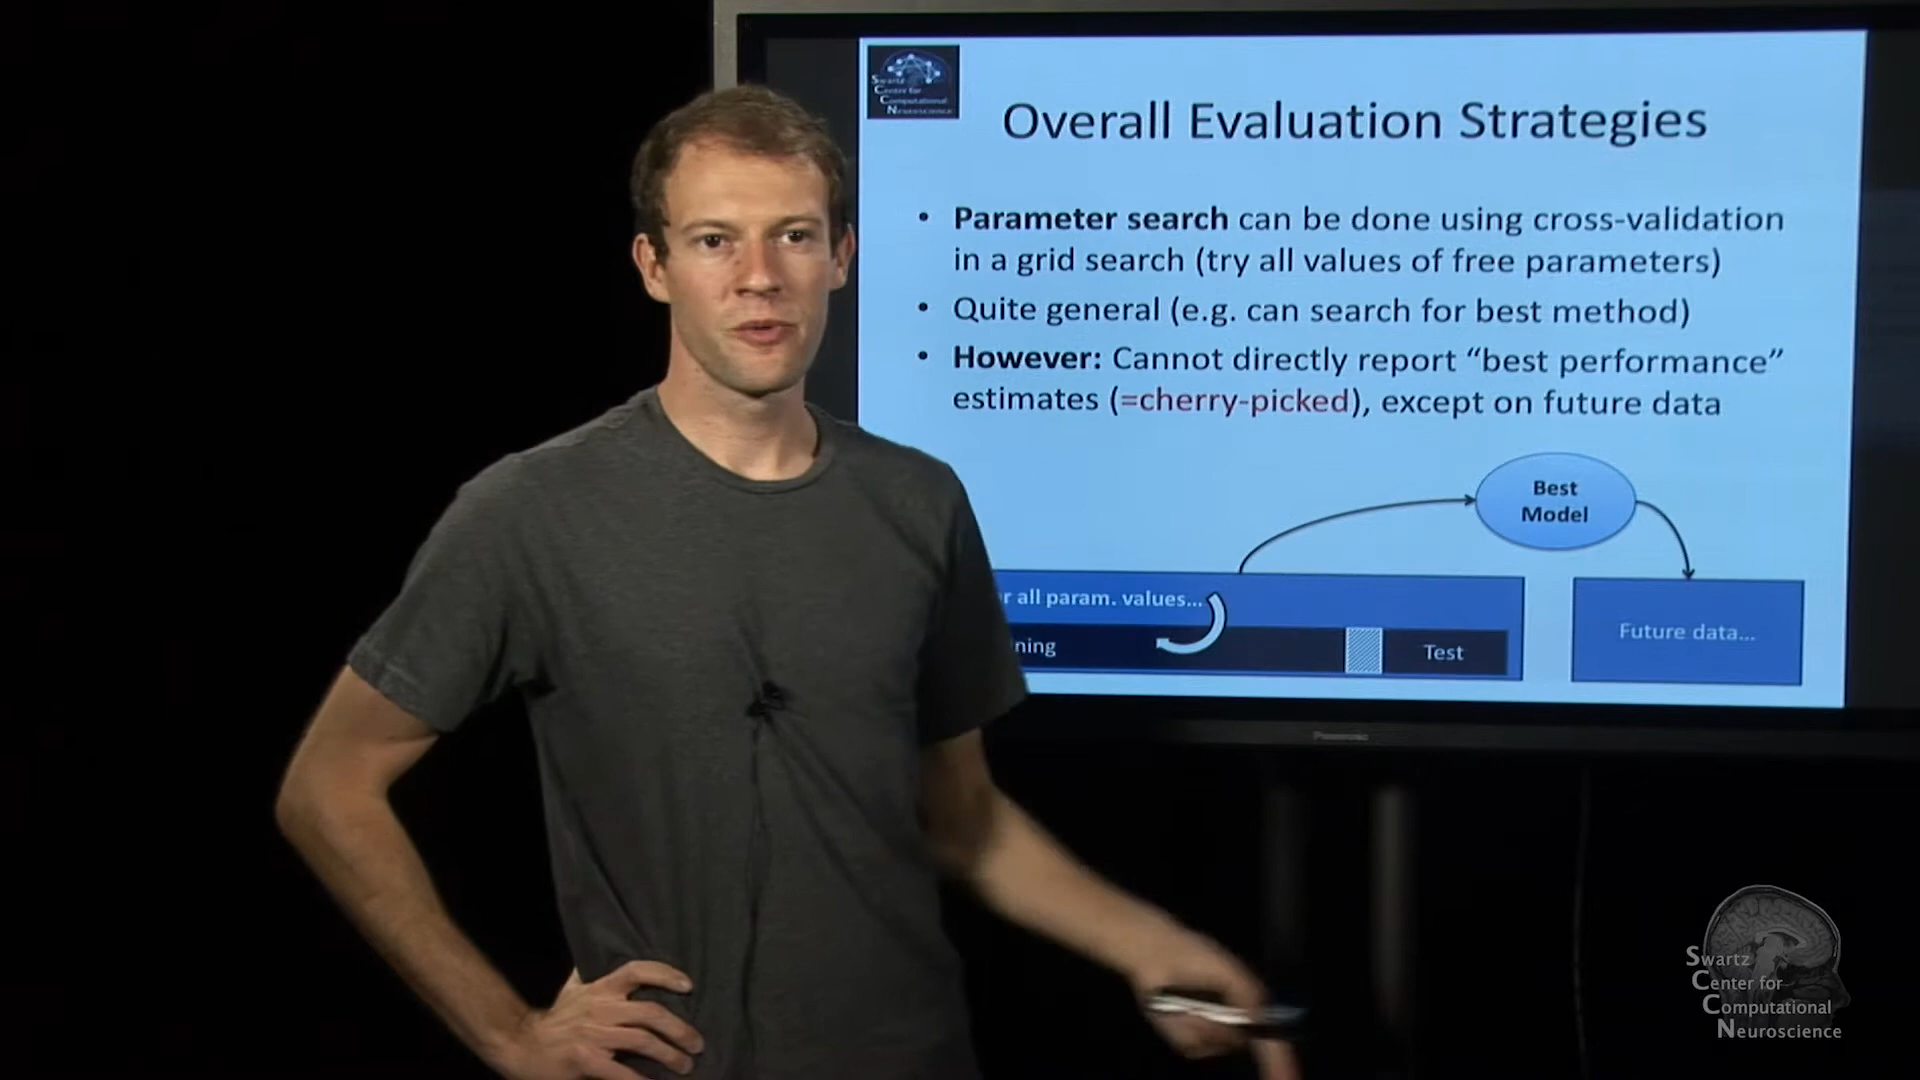 Swartz
Center for
Computational
Neuroscience
Overall Evaluation Strategies
• Parameter search can be done using cross-validation
in a grid search (try all values of free parameters)
• Quite general (e.g. can search for best method)
• However: Cannot directly report “best performance”
estimates (=cherry-picked), except on future data
Best
Model
r all param. values...
ning
Test
Future data...
Panasonic
Swartz
Center for
Computational
Neuroscience